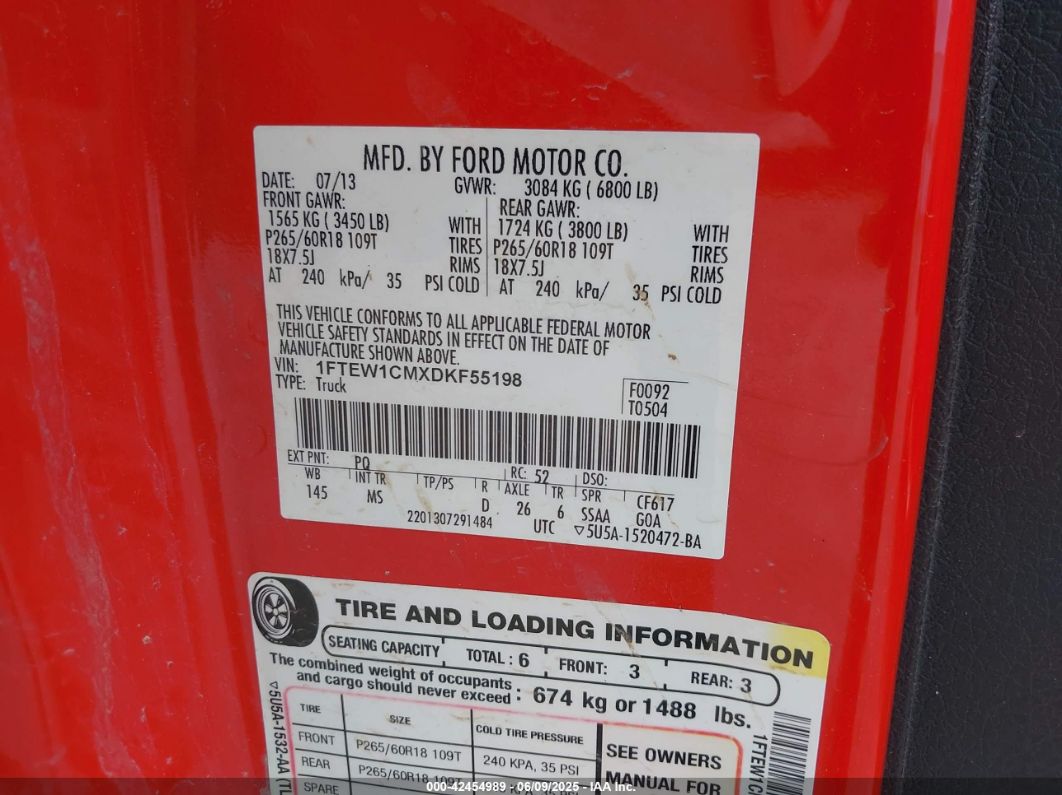 MFD. BY FORD MOTOR CO.
DATE: 07/13 GVWR: 3084 KG ( 6800 LB)
FRONT GAWR: REAR GAWR:
1565 KG ( 3450 LB) WITH 1724 KG ( 3800 LB) WITH
P265/60R18 109T TIRES P265/60R18 109T TIRES
18X7.5J RIMS 18X7.5J RIMS
AT 240 kPa/ 35 PSI COLD AT 240 kPa/ 35 PSI COLD
THIS VEHICLE CONFORMS TO ALL APPLICABLE FEDERAL MOTOR
VEHICLE SAFETY STANDARDS IN EFFECT ON THE DATE OF
MANUFACTURE SHOWN ABOVE.
VIN: 1FTEW1CMXDKF55198
TYPE: Truck F0092
T0504
EXT PNT: PQ RC: 52 DSO:
WB INT TR TP/PS R AXLE TR SPR CF617
145 MS D 26 6 SSAA GOA
2201307291484 UTC ▽5U5A-1520472-BA
TIRE AND LOADING INFORMATION
SEATING CAPACITY TOTAL: 6 FRONT: 3 REAR: 3
The combined weight of occupants
and cargo should never exceed : 674 kg or 1488 lbs.
TIRE SIZE COLD TIRE PRESSURE SEE OWNERS
FRONT P265/60R18 109T 240 KPA, 35 PSI MANUAL FOR
REAR P265/60R18 109T
SPARE
▽5U5A-1532-AA (TL
1FTEW1C
000-42454989 - 06/09/2025 - IAA Inc.